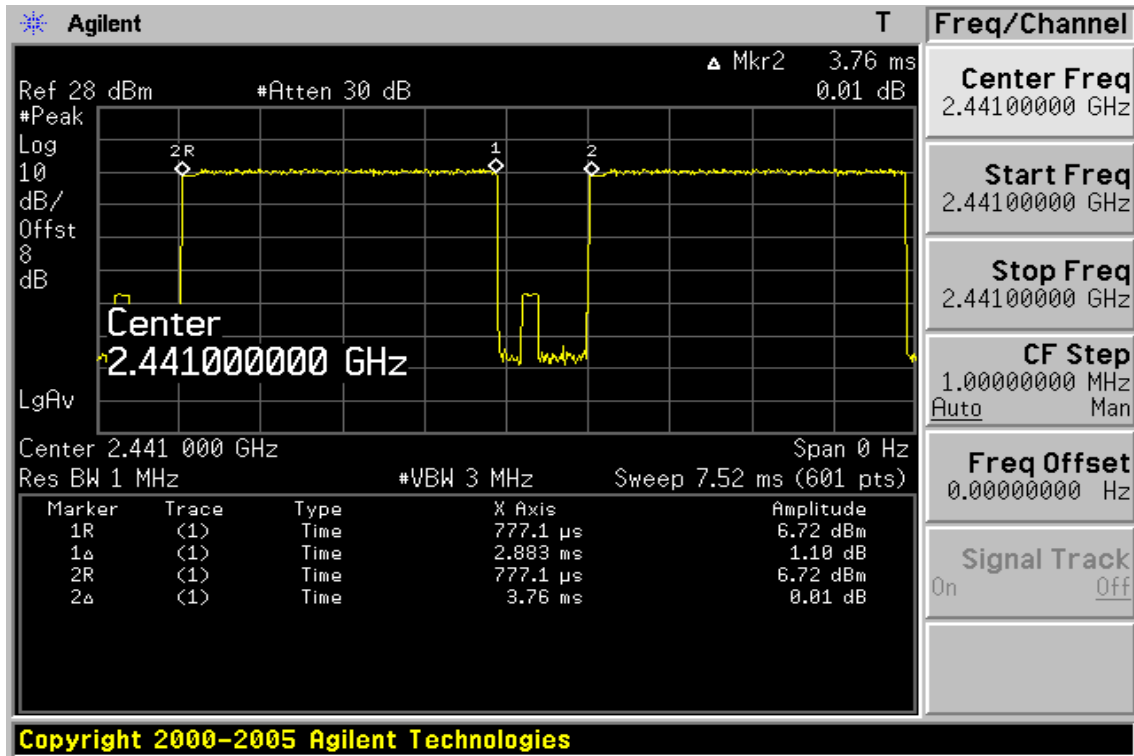 Agilent T
Freq/Channel
Δ Mkr2 3.76 ms
Ref 28 dBm #Atten 30 dB 0.01 dB
#Peak
Log
10
dB/
Offst
8
dB
LgAv
2R
1
2
Center
2.441000000 GHz
Center 2.441 000 GHz Span 0 Hz
Res BW 1 MHz #VBW 3 MHz Sweep 7.52 ms (601 pts)
Marker Trace Type X Axis Amplitude
1R (1) Time 777.1 µs 6.72 dBm
1Δ (1) Time 2.883 ms 1.10 dB
2R (1) Time 777.1 µs 6.72 dBm
2Δ (1) Time 3.76 ms 0.01 dB
Center Freq
2.44100000 GHz
Start Freq
2.44100000 GHz
Stop Freq
2.44100000 GHz
CF Step
1.00000000 MHz
Auto Man
Freq Offset
0.00000000 Hz
Signal Track
On Off
Copyright 2000-2005 Agilent Technologies